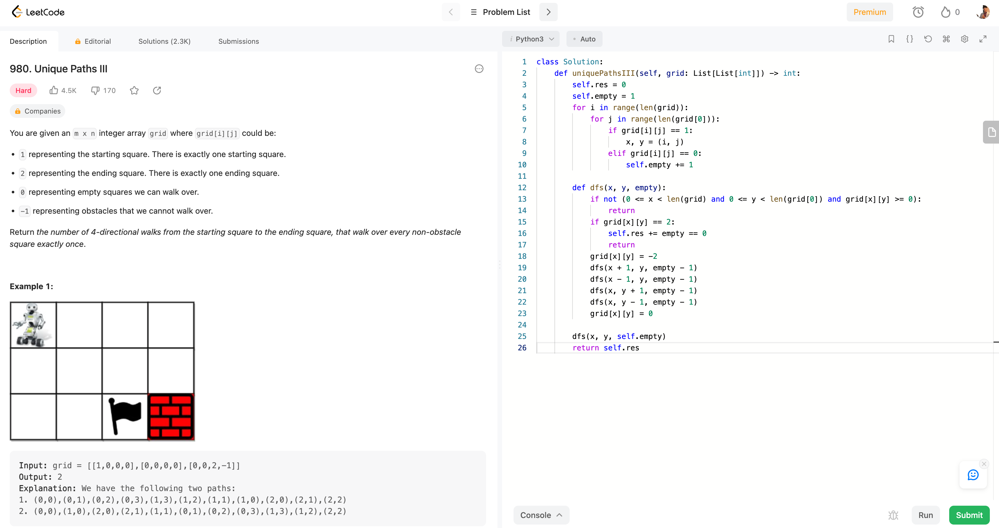 LeetCode
Problem List
Premium
0
Description
Editorial
Solutions (2.3K)
Submissions
980. Unique Paths III
Hard
4.5K
170
Companies
You are given an m x n integer array grid where grid[i][j] could be:
• 1 representing the starting square. There is exactly one starting square.
• 2 representing the ending square. There is exactly one ending square.
• 0 representing empty squares we can walk over.
• -1 representing obstacles that we cannot walk over.
Return the number of 4-directional walks from the starting square to the ending square, that walk over every non-obstacle
square exactly once.
Example 1:
Input: grid = [[1,0,0,0],[0,0,0,0],[0,0,2,-1]]
Output: 2
Explanation: We have the following two paths:
1. (0,0),(0,1),(0,2),(0,3),(1,3),(1,2),(1,1),(1,0),(2,0),(2,1),(2,2)
2. (0,0),(1,0),(2,0),(2,1),(1,1),(0,1),(0,2),(0,3),(1,3),(1,2),(2,2)
i Python3
• Auto
{}
1 class Solution:
2     def uniquePathsIII(self, grid: List[List[int]]) -> int:
3         self.res = 0
4         self.empty = 1
5         for i in range(len(grid)):
6             for j in range(len(grid[0])):
7                 if grid[i][j] == 1:
8                     x, y = (i, j)
9                 elif grid[i][j] == 0:
10                     self.empty += 1
11
12         def dfs(x, y, empty):
13             if not (0 <= x < len(grid) and 0 <= y < len(grid[0]) and grid[x][y] >= 0):
14                 return
15             if grid[x][y] == 2:
16                 self.res += empty == 0
17                 return
18             grid[x][y] = -2
19             dfs(x + 1, y, empty - 1)
20             dfs(x - 1, y, empty - 1)
21             dfs(x, y + 1, empty - 1)
22             dfs(x, y - 1, empty - 1)
23             grid[x][y] = 0
24
25         dfs(x, y, self.empty)
26         return self.res
Console
Run
Submit